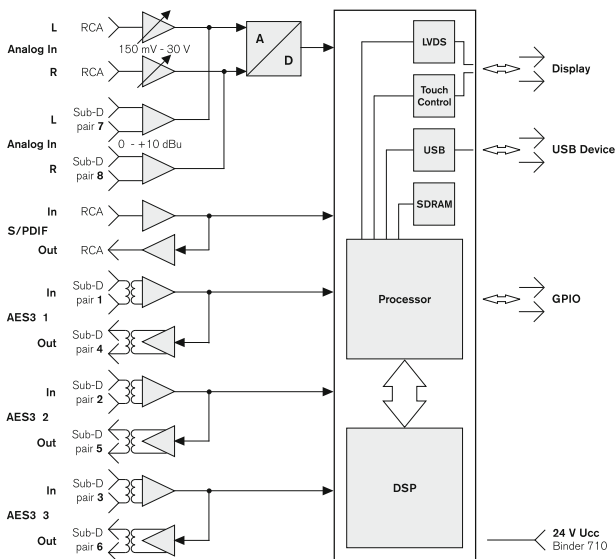 L RCA
Analog In 150 mV - 30 V
R RCA
A
D
L Sub-D
pair 7
Analog In 0 - +10 dBu
R Sub-D
pair 8
In RCA
S/PDIF
Out RCA
In Sub-D
pair 1
AES3 1
Out Sub-D
pair 4
In Sub-D
pair 2
AES3 2
Out Sub-D
pair 5
In Sub-D
pair 3
AES3 3
Out Sub-D
pair 6
LVDS
Touch
Control
USB
SDRAM
Processor
DSP
Display
USB Device
GPIO
24 V Ucc
Binder 710